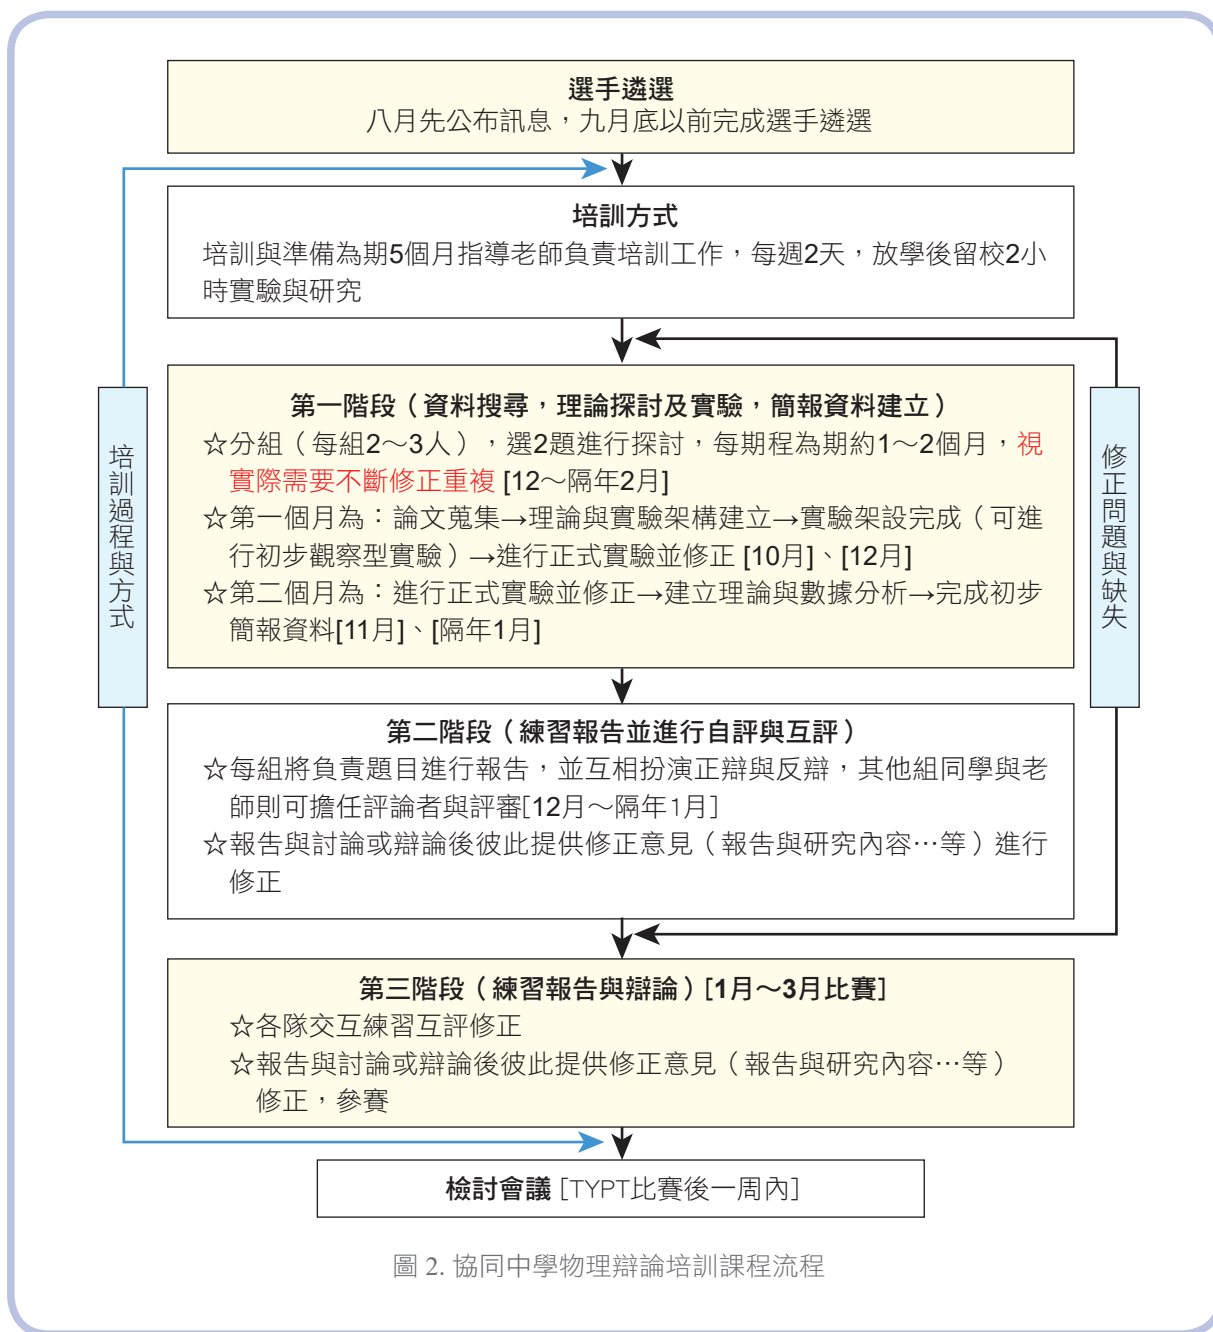 選手遴選
八月先公布訊息，九月底以前完成選手遴選
培訓方式
培訓與準備為期5個月指導老師負責培訓工作，每週2天，放學後留校2小
時實驗與研究
第一階段（資料搜尋，理論探討及實驗，簡報資料建立）
☆分組（每組2～3人），選2題進行探討，每期程為期約1～2個月，視
實際需要不斷修正重複 [12～隔年2月]
☆第一個月為：論文蒐集→理論與實驗架構建立→實驗架設完成（可進
行初步觀察型實驗）→進行正式實驗並修正 [10月]、[12月]
☆第二個月為：進行正式實驗並修正→建立理論與數據分析→完成初步
簡報資料[11月]、[隔年1月]
培訓過程與方式
修正問題與缺失
第二階段（練習報告並進行自評與互評）
☆每組將負責題目進行報告，並互相扮演正辯與反辯，其他組同學與老
師則可擔任評論者與評審[12月～隔年1月]
☆報告與討論或辯論後彼此提供修正意見（報告與研究內容…等）進行
修正
第三階段（練習報告與辯論）[1月～3月比賽]
☆各隊交互練習互評修正
☆報告與討論或辯論後彼此提供修正意見（報告與研究內容…等）
修正，參賽
檢討會議 [TYPT比賽後一周內]
圖 2. 協同中學物理辯論培訓課程流程